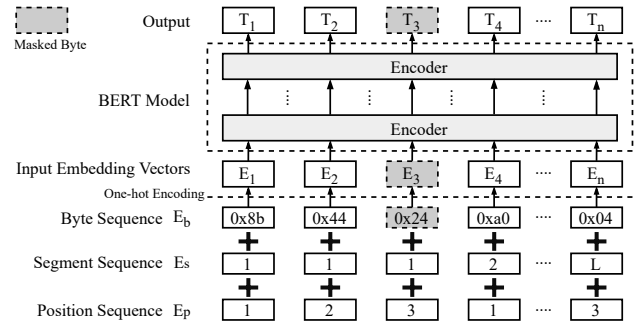 Output T1 T2 T3 T4 ···· Tn
Masked Byte
Encoder
BERT Model
Encoder
Input Embedding Vectors E1 E2 E3 E4 ···· En
One-hot Encoding
Byte Sequence Eb 0x8b 0x44 0x24 0xa0 ···· 0x04
+ + + + +
Segment Sequence Es 1 1 1 2 ···· L
+ + + + +
Position Sequence Ep 1 2 3 1 ···· 3